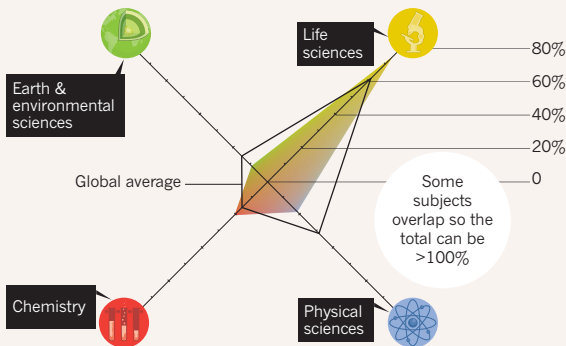 Life
sciences
80%
60%
40%
20%
0
Earth &
environmental
sciences
Global average
Some
subjects
overlap so the
total can be
>100%
Chemistry
Physical
sciences